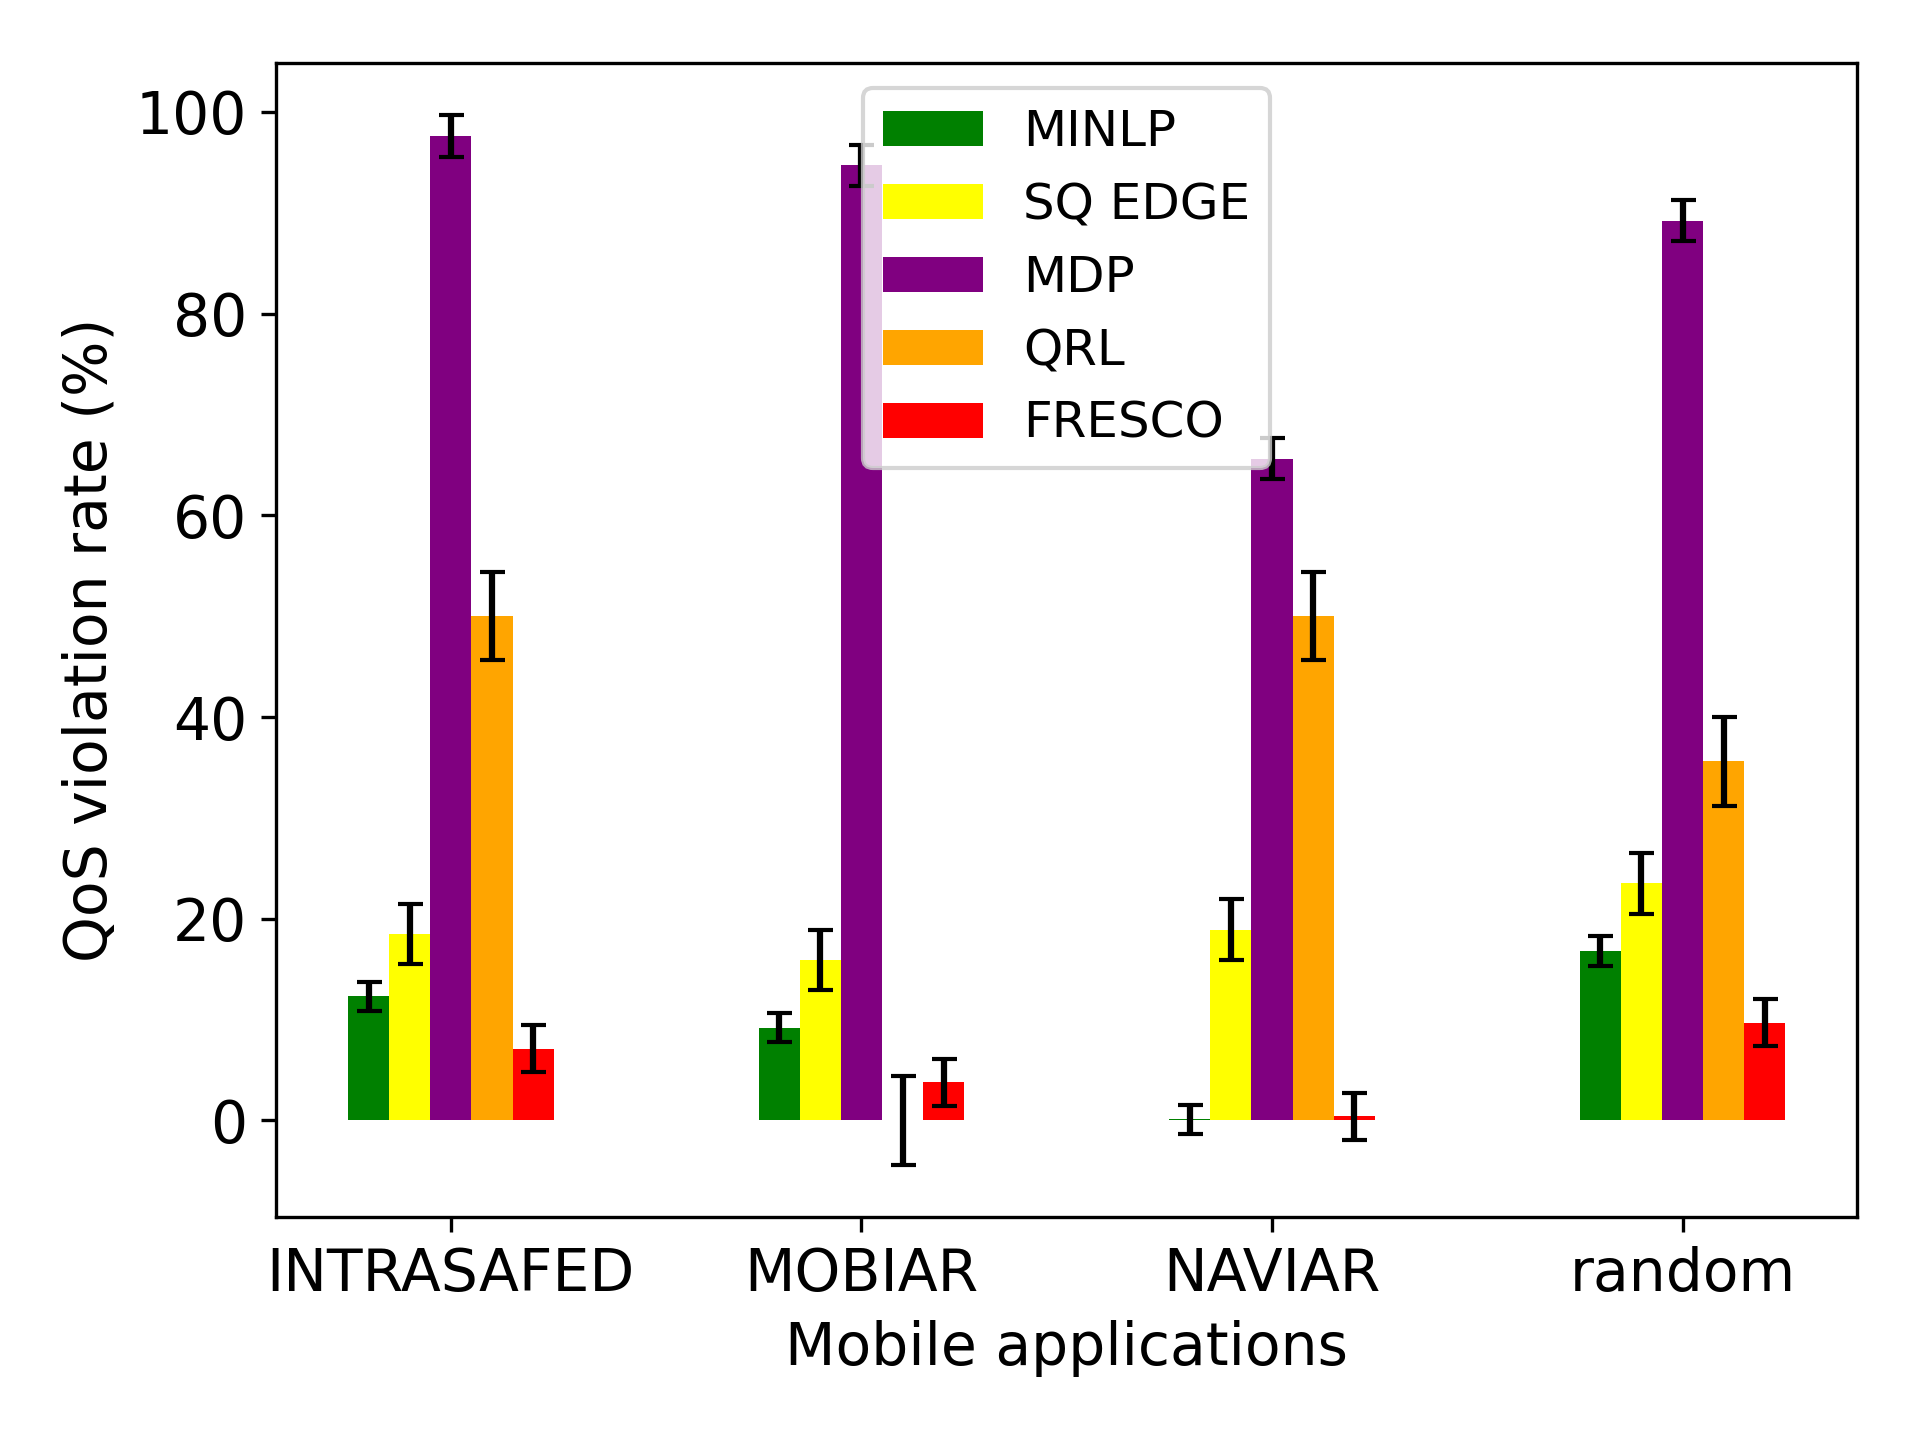 QoS violation rate (%)
100
80
60
40
20
0
MINLP
SQ EDGE
MDP
QRL
FRESCO
INTRASAFED MOBIAR NAVIAR random
Mobile applications